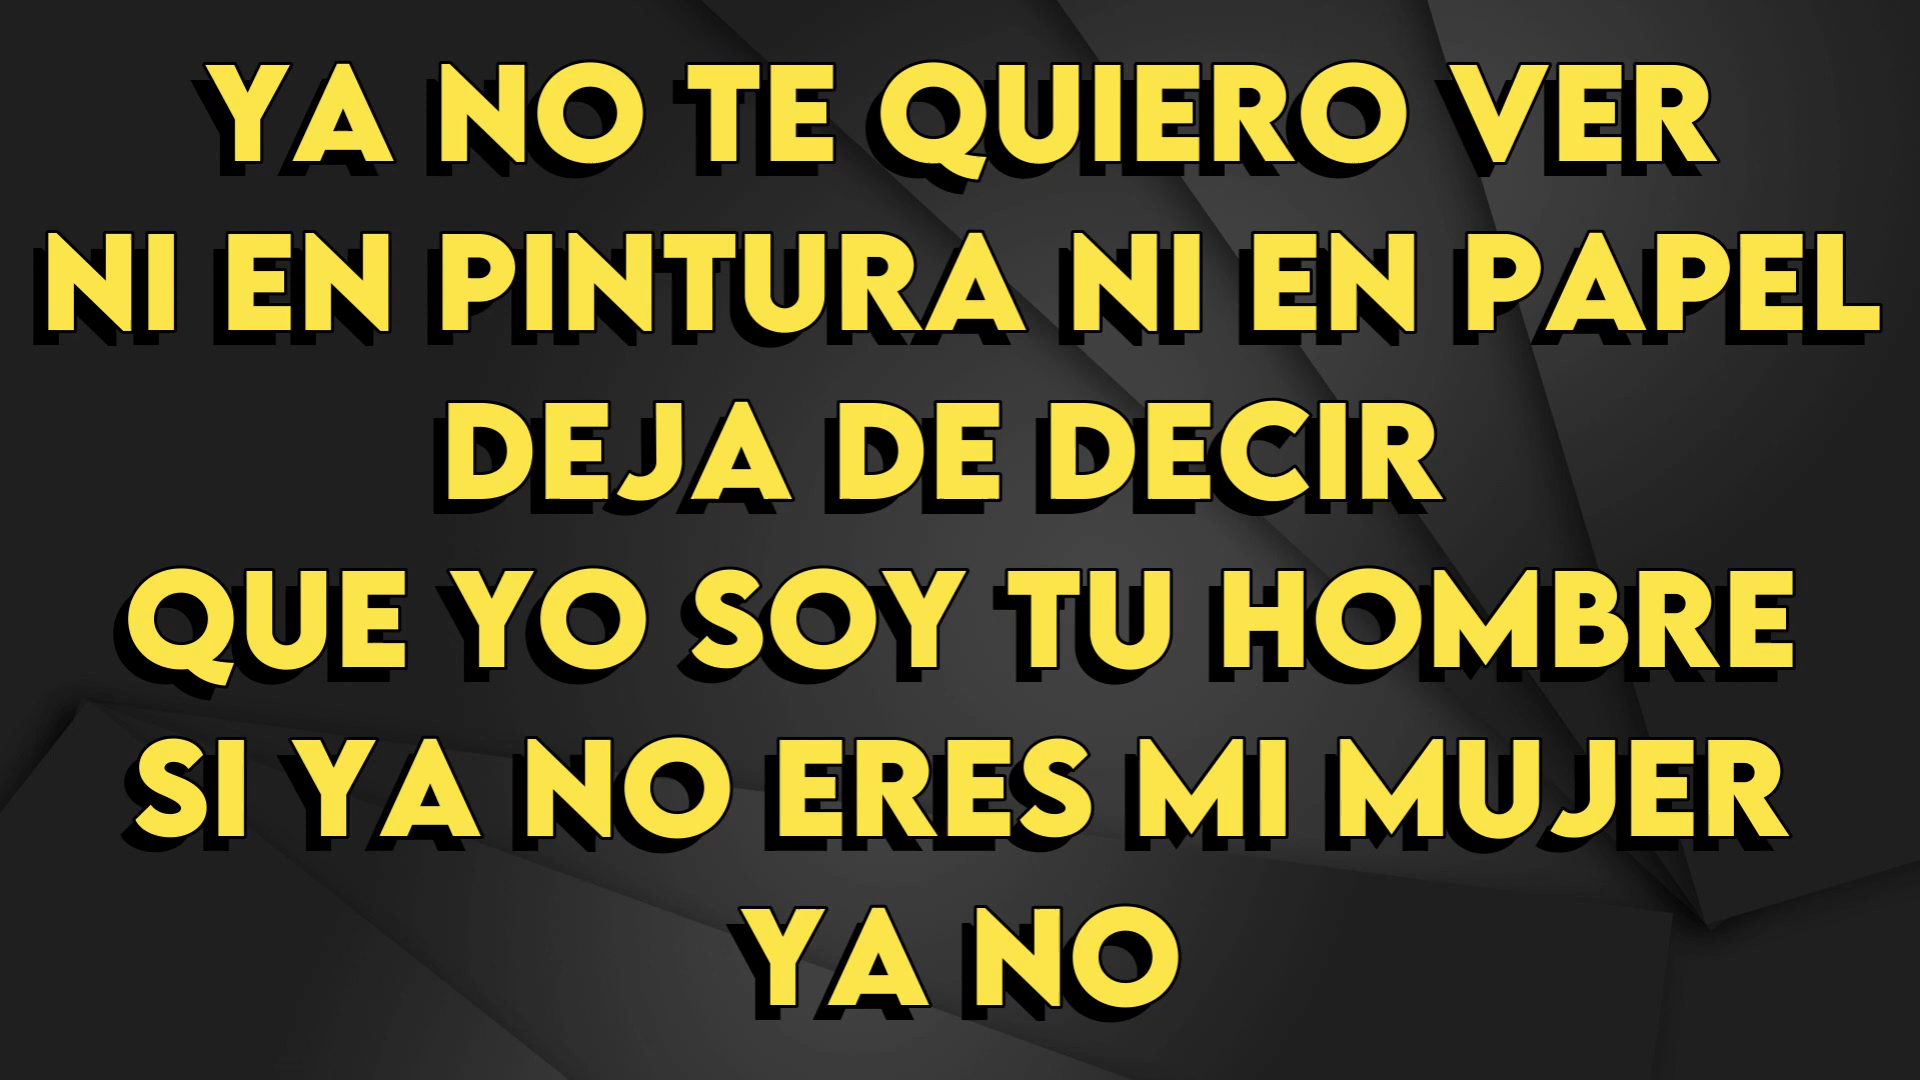 YA NO TE QUIERO VER
NI EN PINTURA NI EN PAPEL
DEJA DE DECIR
QUE YO SOY TU HOMBRE
SI YA NO ERES MI MUJER
YA NO